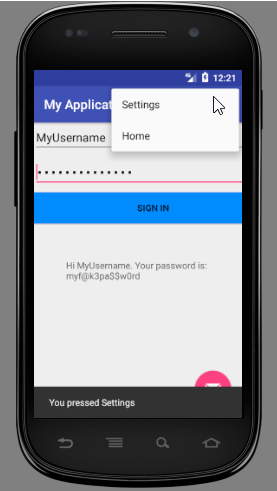 12:21
My Applicat
Settings
Home
MyUsername
••••••••••••••
SIGN IN
Hi MyUsername. Your password is:
myf@k3pa$$w0rd
You pressed Settings